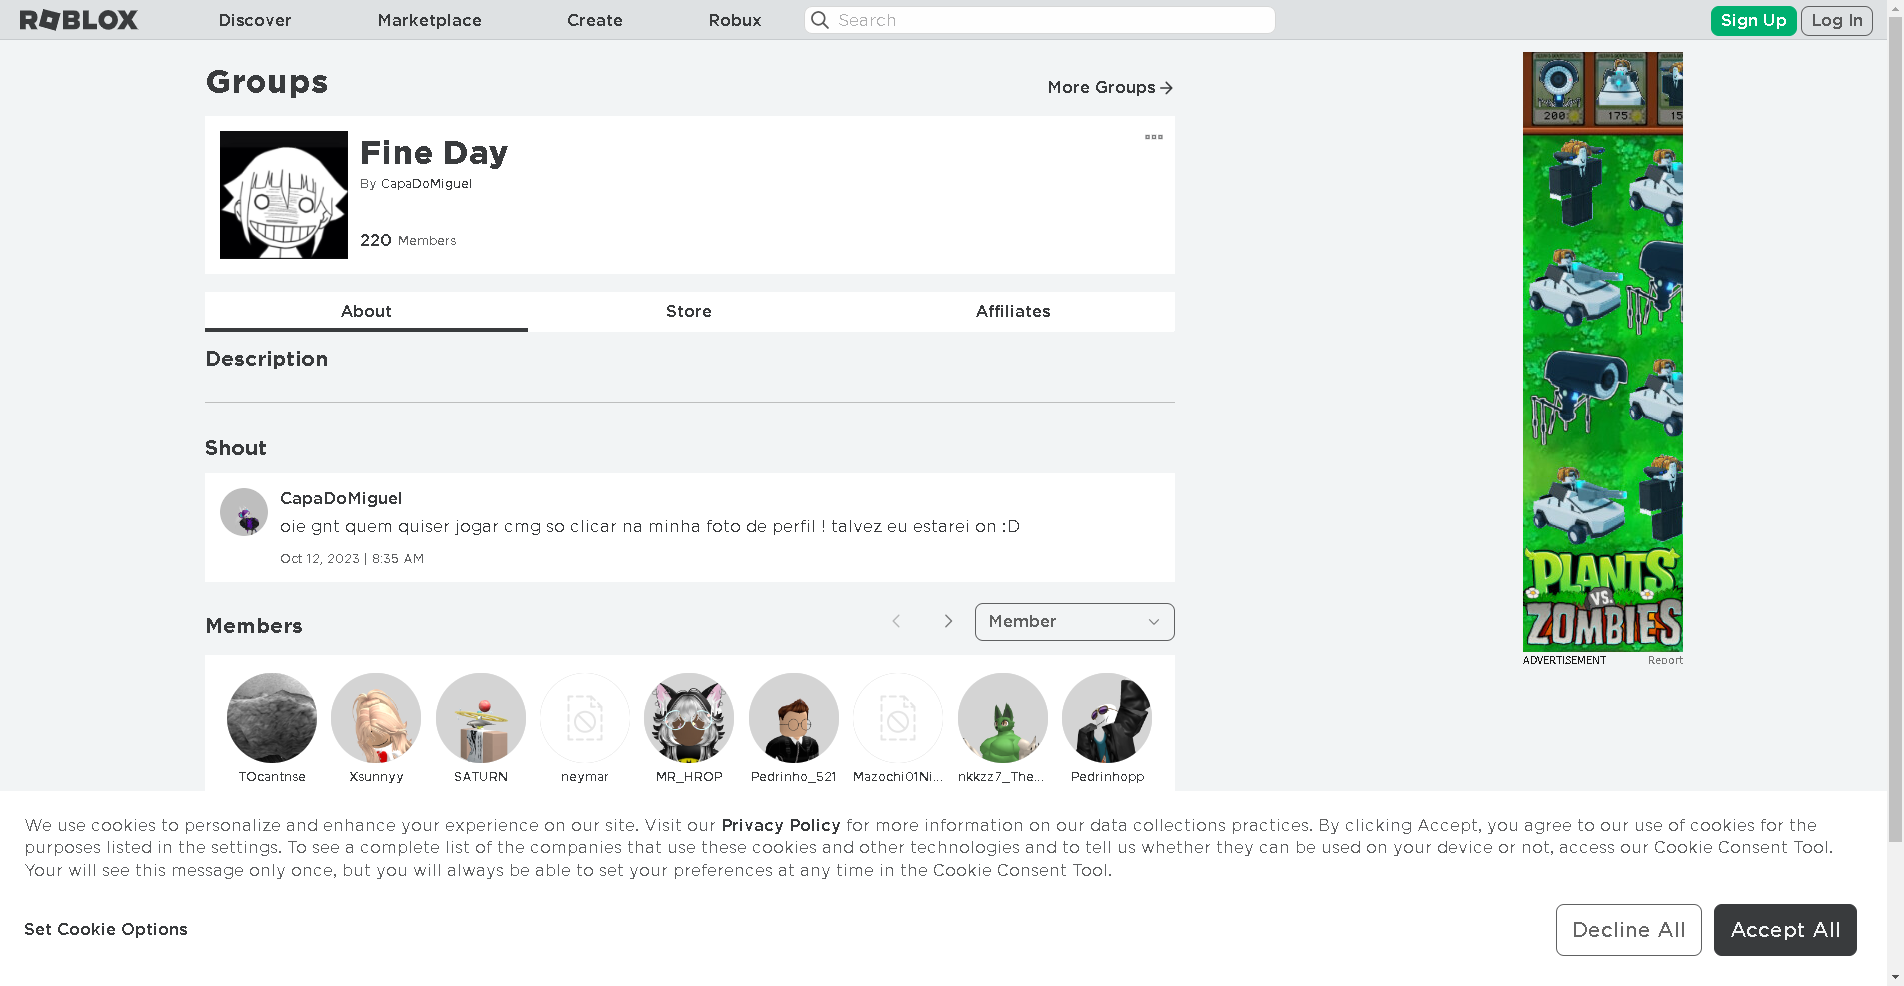 ROBLOX
Discover
Marketplace
Create
Robux
Search
Sign Up
Log In
Groups
More Groups
Fine Day
By CapaDoMiguel
220 Members
About
Store
Affiliates
Description
Shout
CapaDoMiguel
oie gnt quem quiser jogar cmg so clicar na minha foto de perfil ! talvez eu estarei on :D
Oct 12, 2023 | 8:35 AM
Members
Member
TOcantnse
Xsunnyy
SATURN
neymar
MR_HROP
Pedrinho_521
Mazochi01Ni...
nkkzz7_The...
Pedrinhopp
200
175
15
PLANTS
VS.
ZOMBIES
ADVERTISEMENT
Report
We use cookies to personalize and enhance your experience on our site. Visit our Privacy Policy for more information on our data collections practices. By clicking Accept, you agree to our use of cookies for the
purposes listed in the settings. To see a complete list of the companies that use these cookies and other technologies and to tell us whether they can be used on your device or not, access our Cookie Consent Tool.
Your will see this message only once, but you will always be able to set your preferences at any time in the Cookie Consent Tool.
Set Cookie Options
Decline All
Accept All